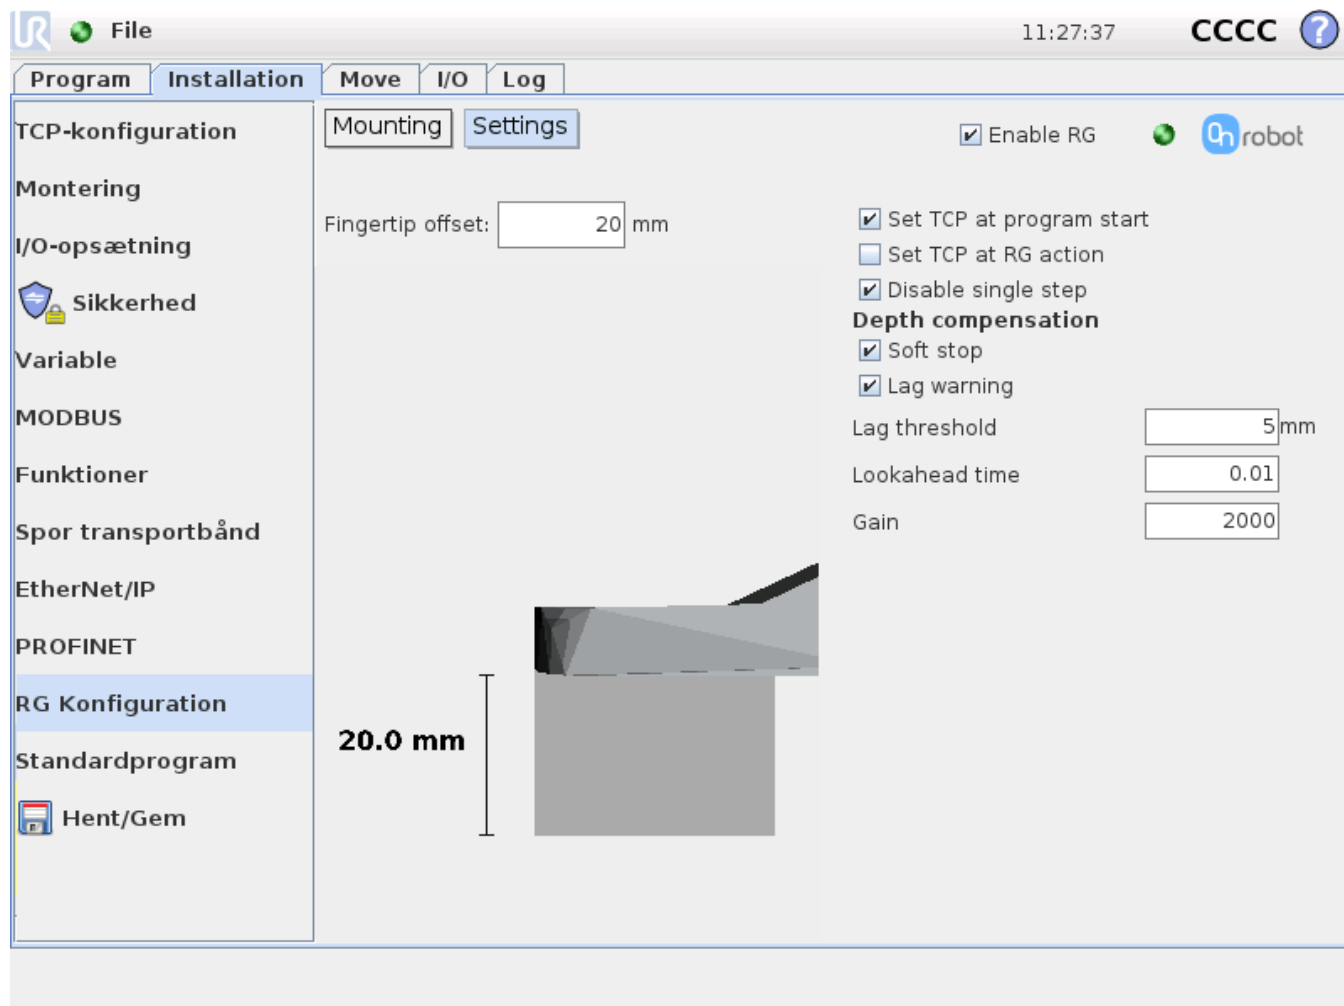 UR File 11:27:37 CCCC ?
Program Installation Move I/O Log
TCP-konfiguration
Montering
I/O-opsætning
Sikkerhed
Variable
MODBUS
Funktioner
Spor transportbånd
EtherNet/IP
PROFINET
RG Konfiguration
Standardprogram
Hent/Gem
Mounting Settings
Enable RG
On robot
Fingertip offset: 20 mm
20.0 mm
Set TCP at program start
Set TCP at RG action
Disable single step
Depth compensation
Soft stop
Lag warning
Lag threshold 5 mm
Lookahead time 0.01
Gain 2000